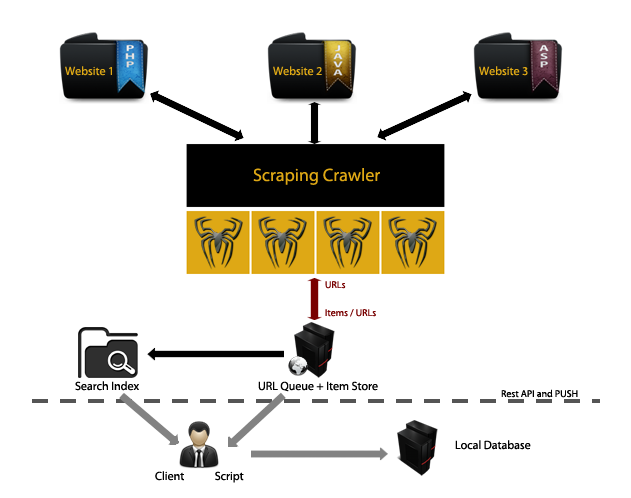 Website 1
PHP
Website 2
JAVA
Website 3
ASP
Scraping Crawler
URLs
Items / URLs
Search Index
URL Queue + Item Store
Rest API and PUSH
Client
Script
Local Database